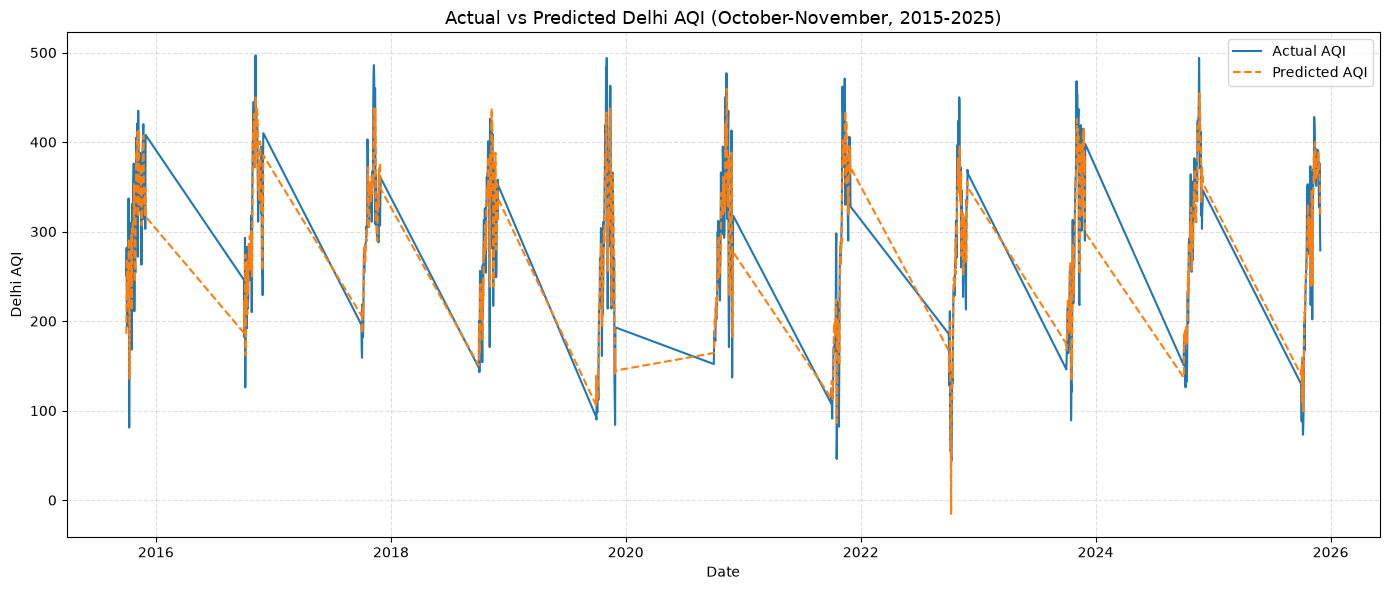 Actual vs Predicted Delhi AQI (October-November, 2015-2025)
Actual AQI
Predicted AQI
Delhi AQI
500
400
300
200
100
0
2016
2018
2020
2022
2024
2026
Date